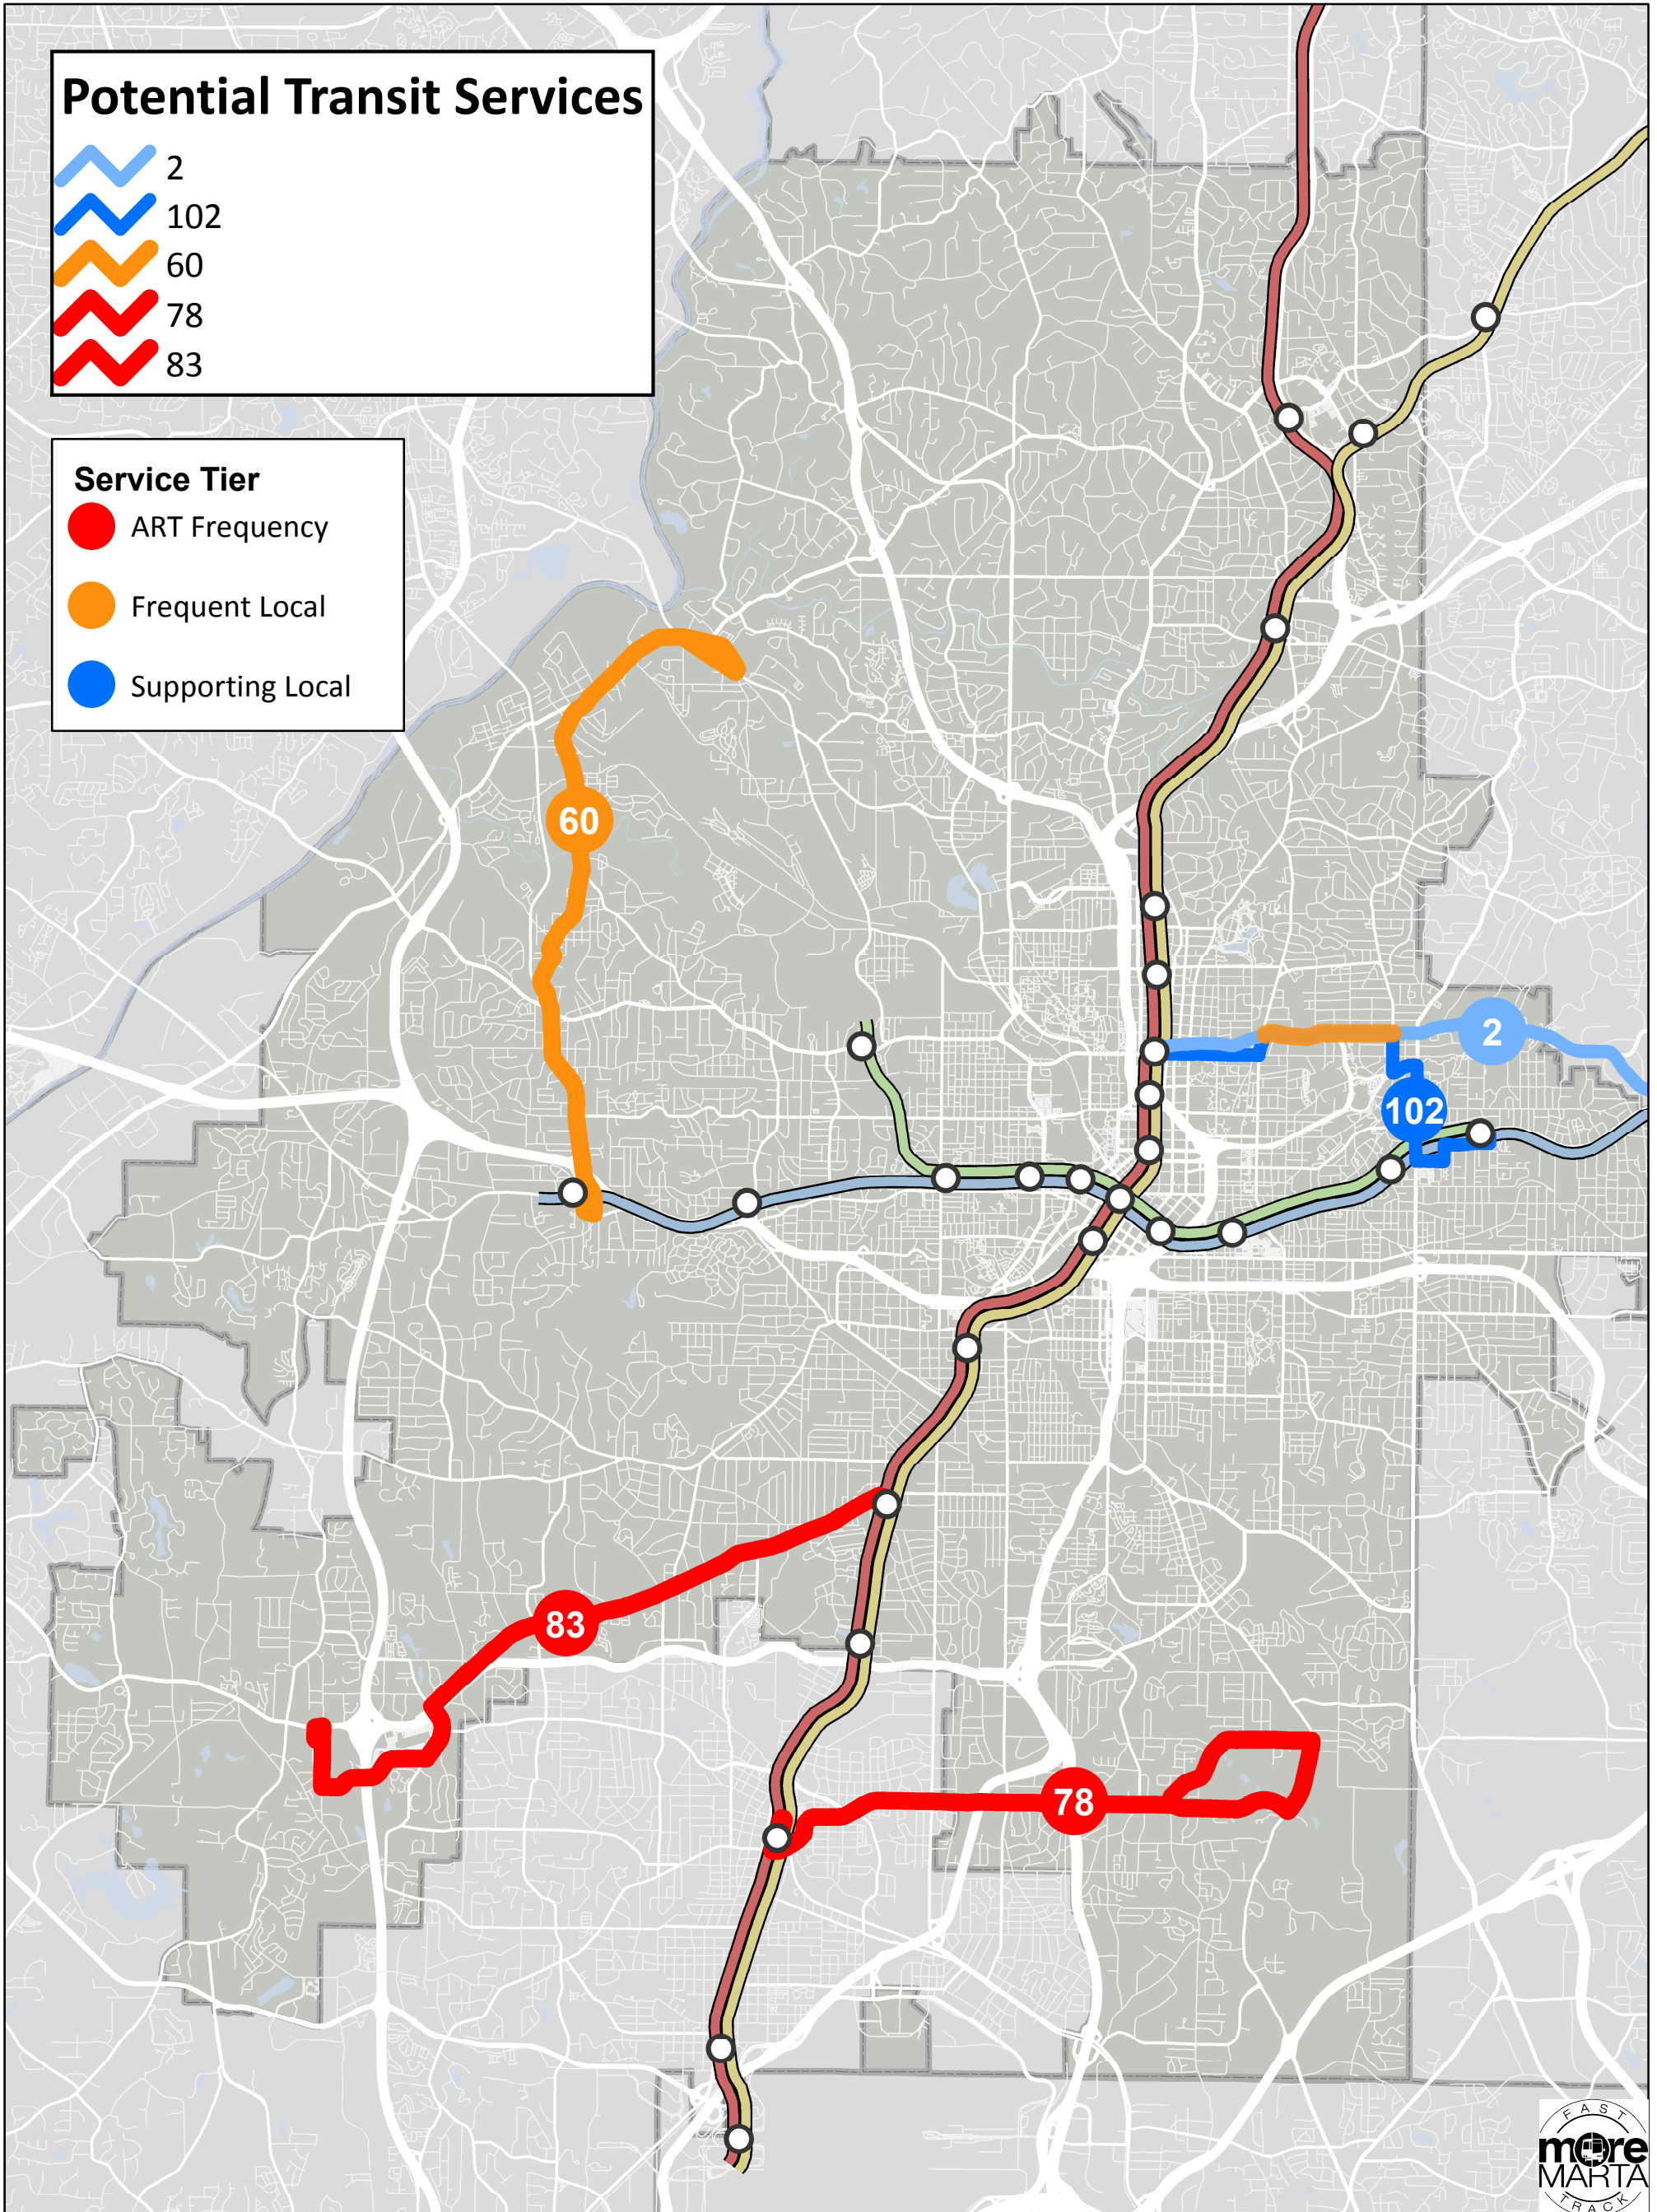 Potential Transit Services
2
102
60
78
83
Service Tier
ART Frequency
Frequent Local
Supporting Local
60
2
102
83
78
FAST
more
MARTA
TRACK